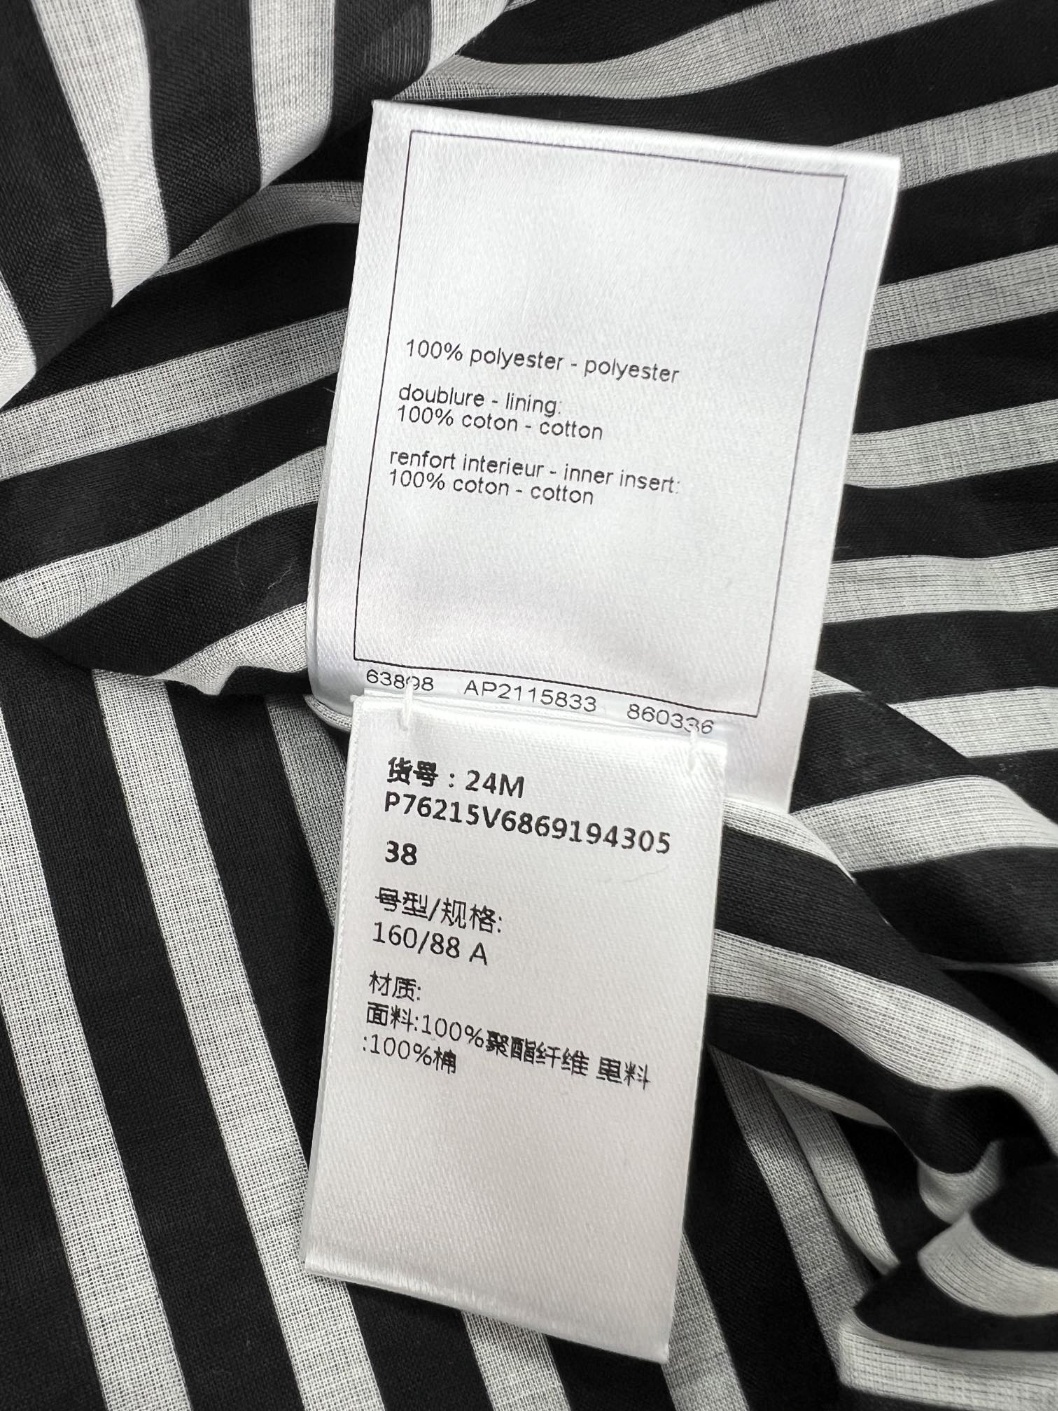 100% polyester - polyester
doublure - lining:
100% coton - cotton
renfort interieur - inner insert:
100% coton - cotton
63898 AP2115833 860336
货号：24M
P76215V6869194305
38
号型/规格:
160/88 A
材质:
面料:100%聚酯纤维 里料
:100%棉